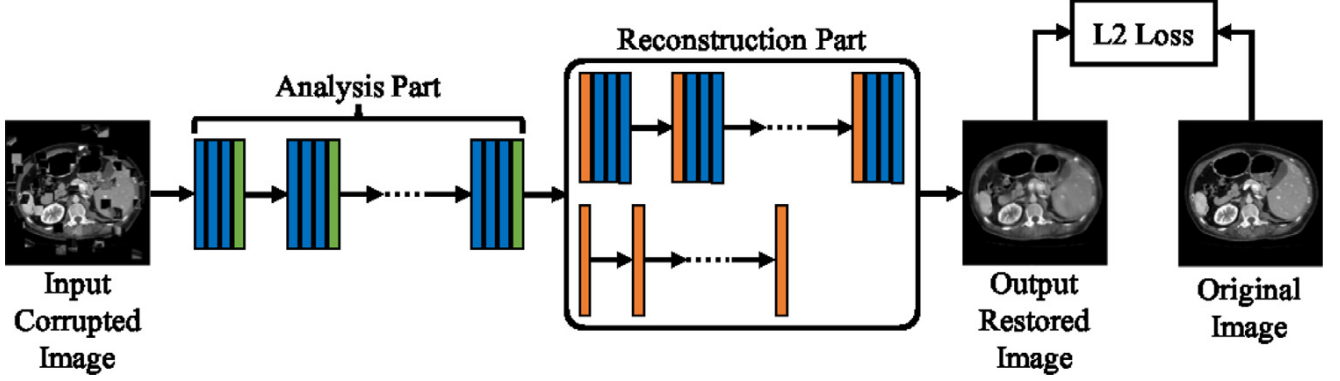 Reconstruction Part
L2 Loss
Analysis Part
Input
Corrupted
Image
Output
Restored
Image
Original
Image